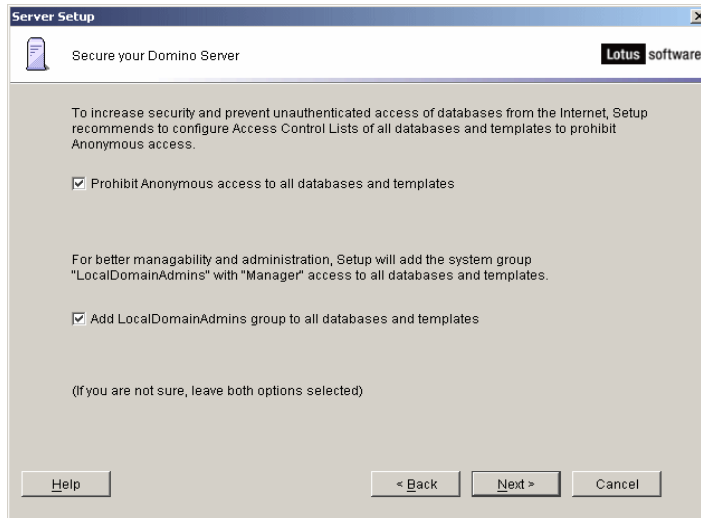 Server Setup
Secure your Domino Server
Lotus software
To increase security and prevent unauthenticated access of databases from the Internet, Setup
recommends to configure Access Control Lists of all databases and templates to prohibit
Anonymous access.
Prohibit Anonymous access to all databases and templates
For better managability and administration, Setup will add the system group
"LocalDomainAdmins" with "Manager" access to all databases and templates.
Add LocalDomainAdmins group to all databases and templates
(If you are not sure, leave both options selected)
Help
< Back
Next >
Cancel